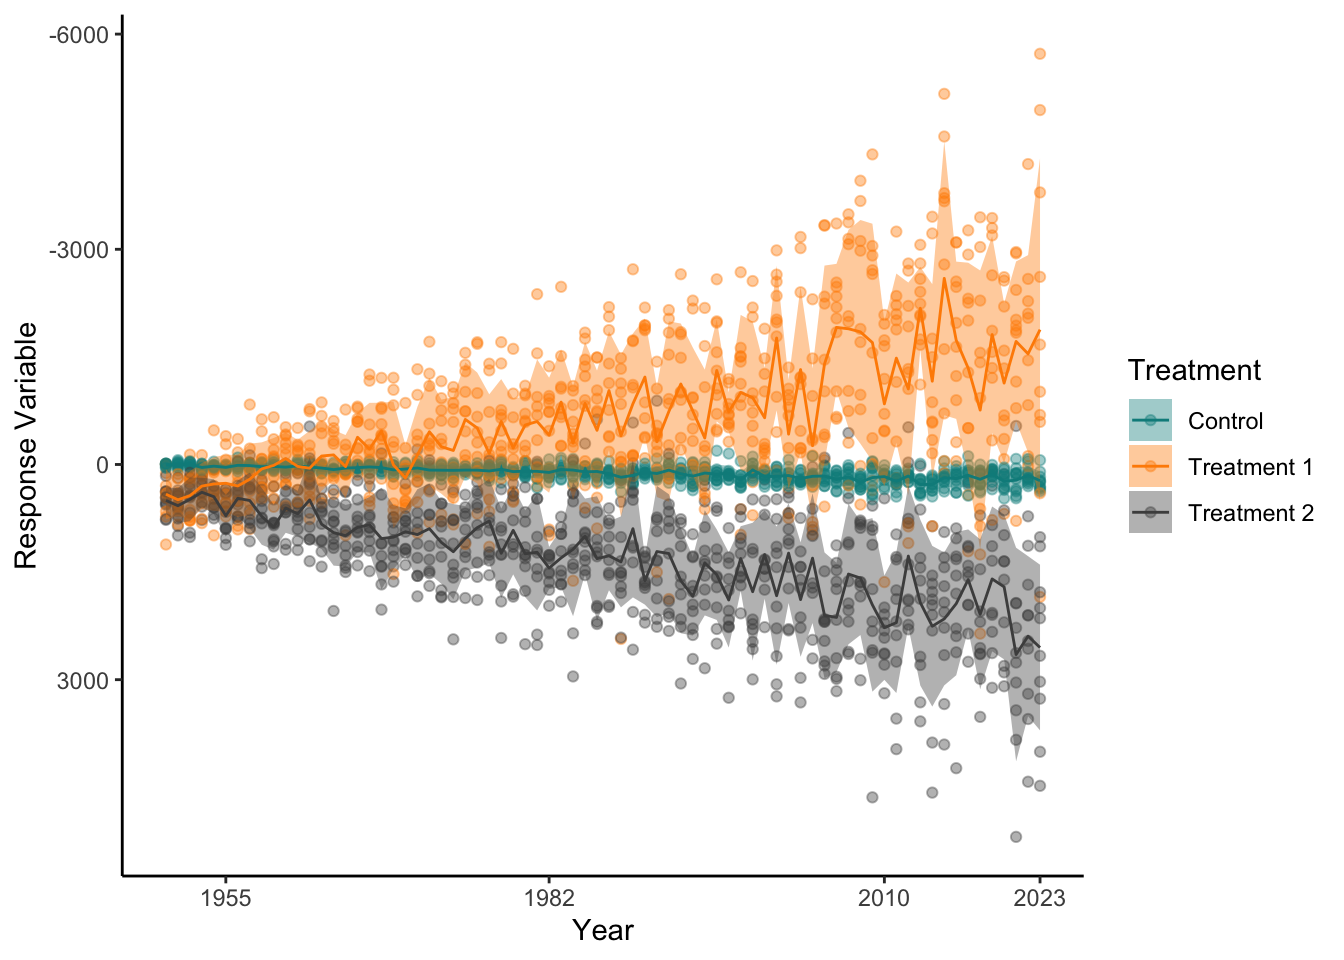 -6000
-3000
0
3000
Response Variable
1955
1982
2010
2023
Year
Treatment
Control
Treatment 1
Treatment 2